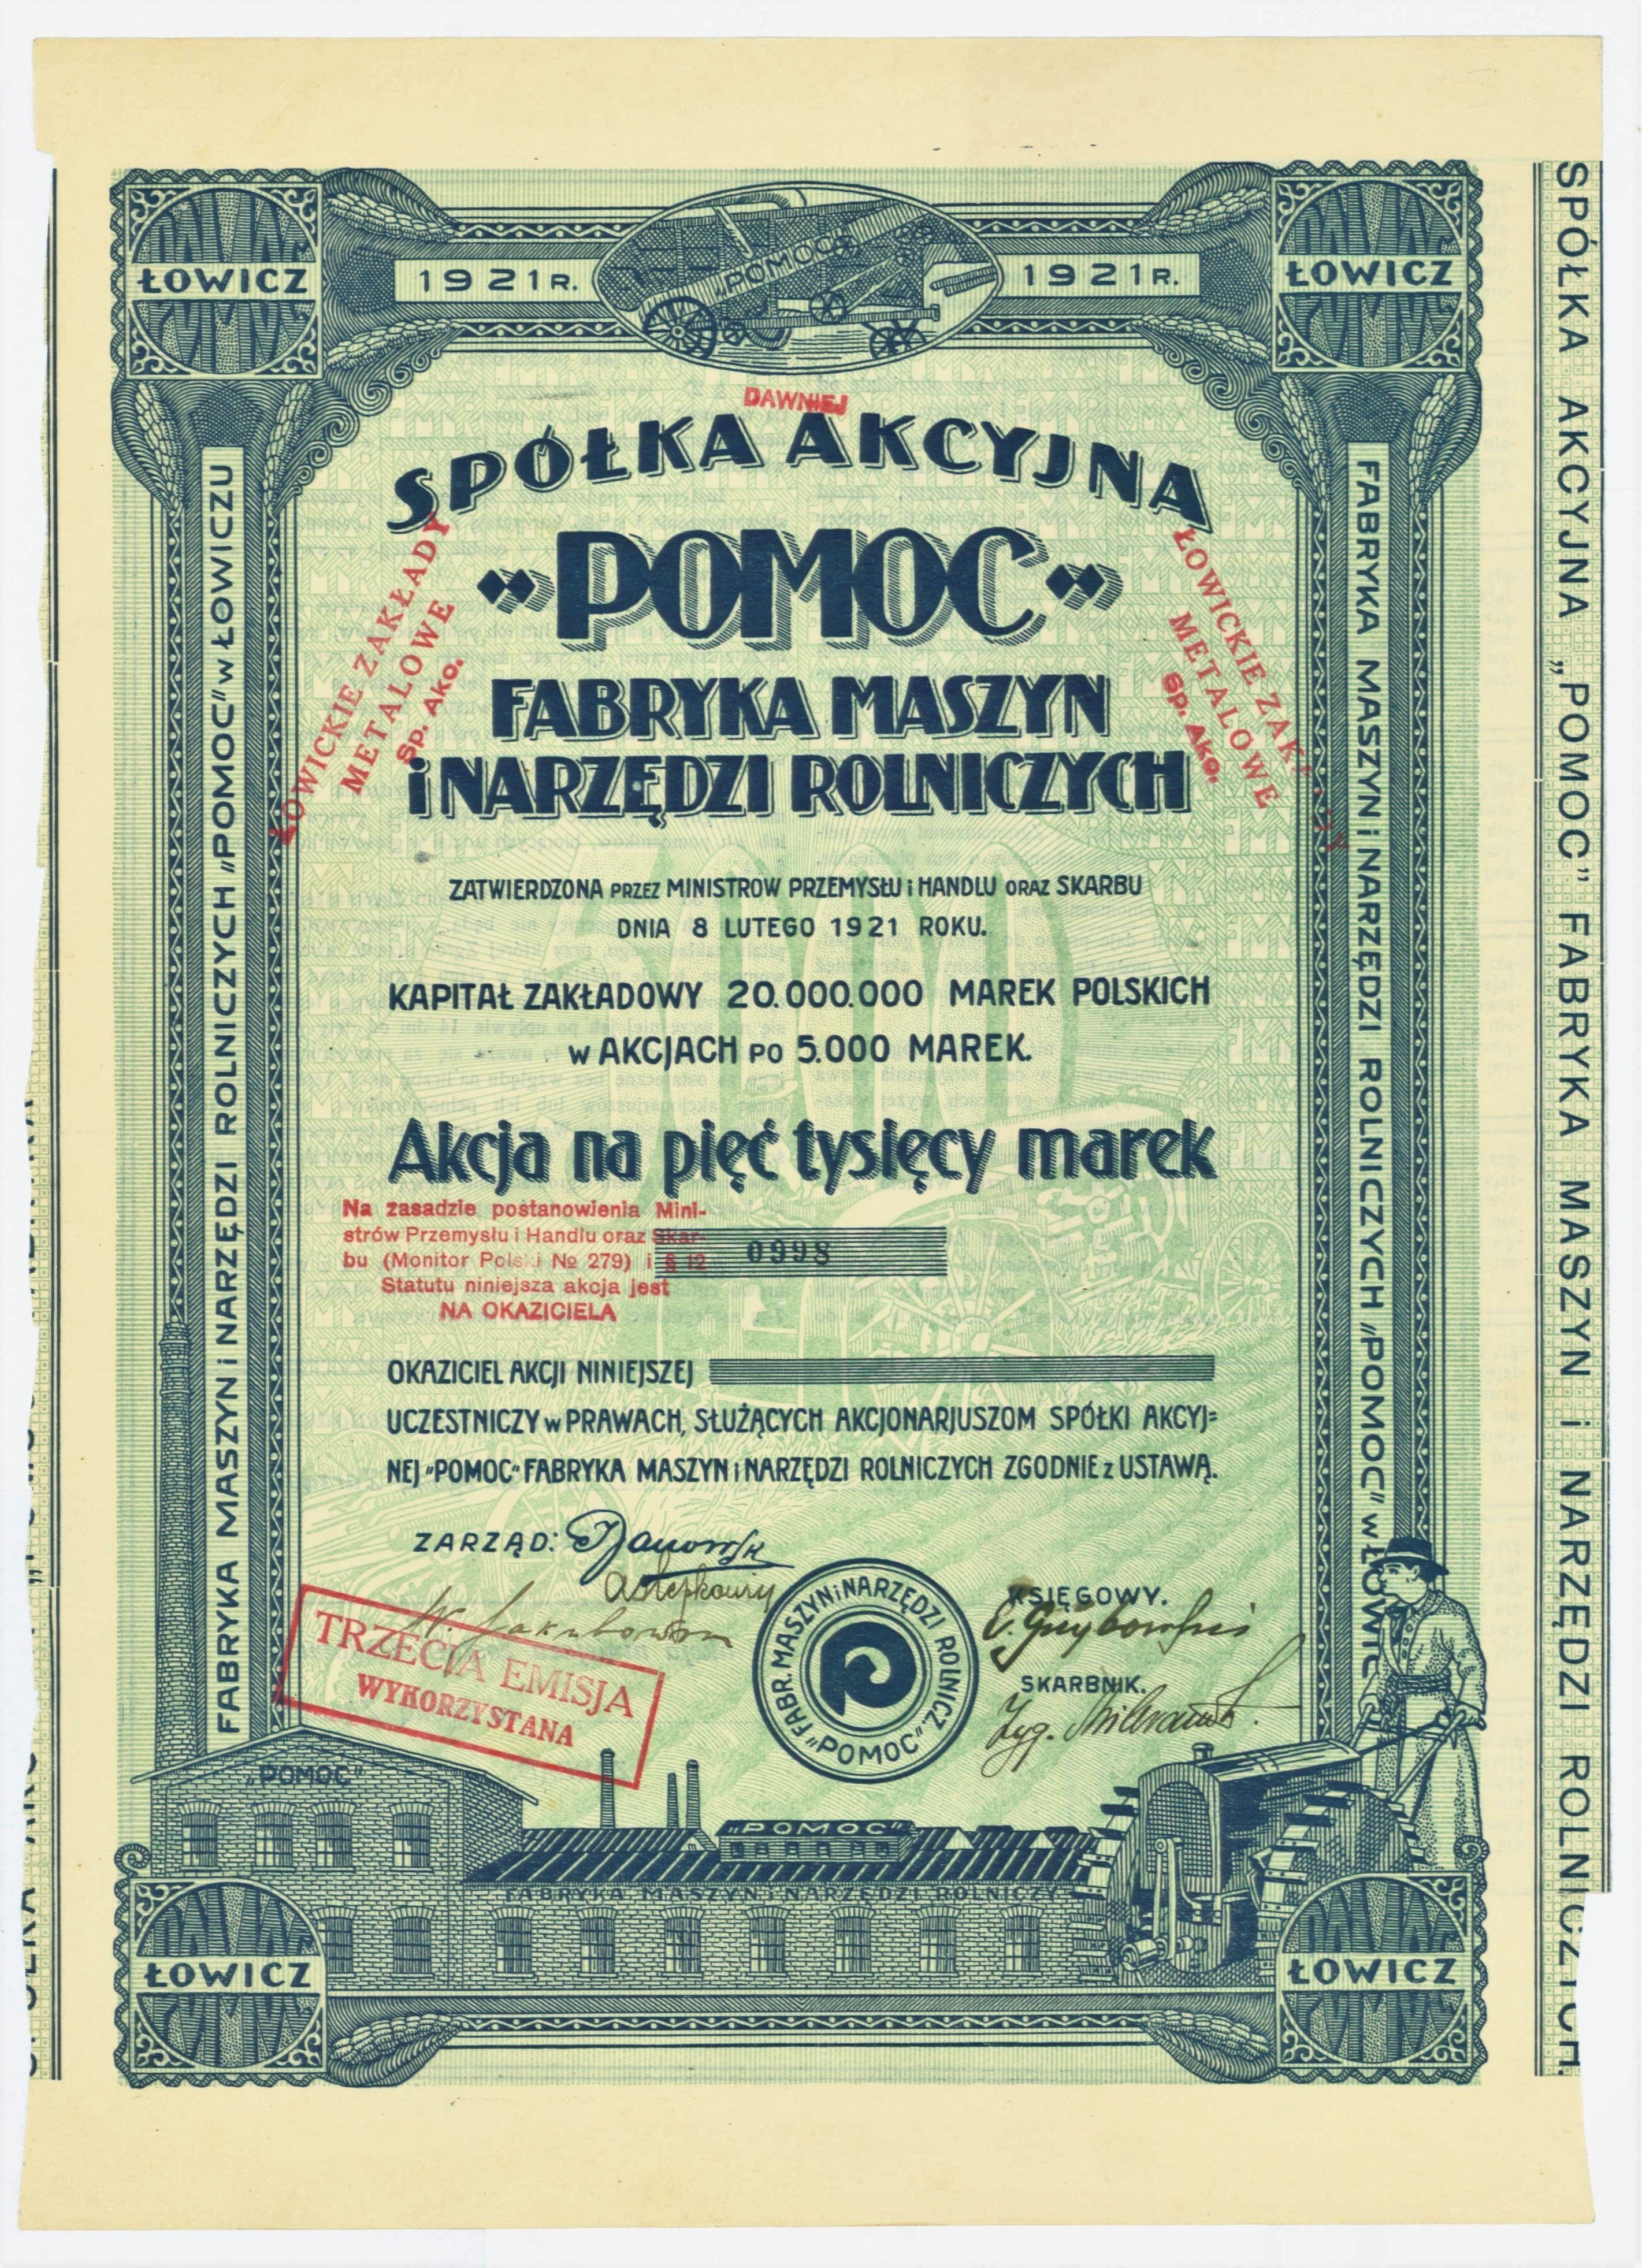 ŁOWICZ
1921 R.
„POMOC"
1921 R.
ŁOWICZ
DAWNIEJ
SPÓŁKA AKCYJNA
"POMOC"
FABRYKA MASZYN
i NARZĘDZI ROLNICZYCH
ŁOWICKIE ZAKŁADY
METALOWE
Sp. Akc.
ŁOWICKIE ZAKŁADY
METALOWE
Sp. Akc.
ZATWIERDZONA PRZEZ MINISTROW PRZEMYSŁU i HANDLU ORAZ SKARBU
DNIA 8 LUTEGO 1921 ROKU.
KAPITAŁ ZAKŁADOWY 20.000.000 MAREK POLSKICH
w AKCJACH PO 5.000 MAREK.
5000
Akcja na pięć tysięcy marek
Na zasadzie postanowienia Mini-
strów Przemysłu i Handlu oraz Skar-
bu (Monitor Polski № 279) i § 12
Statutu niniejsza akcja jest
NA OKAZICIELA
0998
OKAZICIEL AKCJI NINIEJSZEJ
UCZESTNICZY w PRAWACH, SŁUŻĄCYCH AKCJONARJUSZOM SPÓŁKI AKCYJ=
NEJ "POMOC" FABRYKA MASZYN i NARZĘDZI ROLNICZYCH ZGODNIE z USTAWĄ.
ZARZĄD:
KSIĘGOWY.
SKARBNIK.
TRZECIA EMISJA
WYKORZYSTANA
FABR. MASZYN i NARZĘDZI ROLNICZ. „POMOC"
„POMOC"
"POMOC"
FABRYKA MASZYN i NARZĘDZI ROLNICZY
ŁOWICZ
ŁOWICZ
FABRYKA MASZYN i NARZĘDZI ROLNICZYCH „POMOC" w ŁOWICZU
FABRYKA MASZYN i NARZĘDZI ROLNICZYCH „POMOC" w ŁOWICZU
SPÓŁKA AKCYJNA „POMOC" FABRYKA MASZYN i NARZĘDZI ROLNICZYCH.